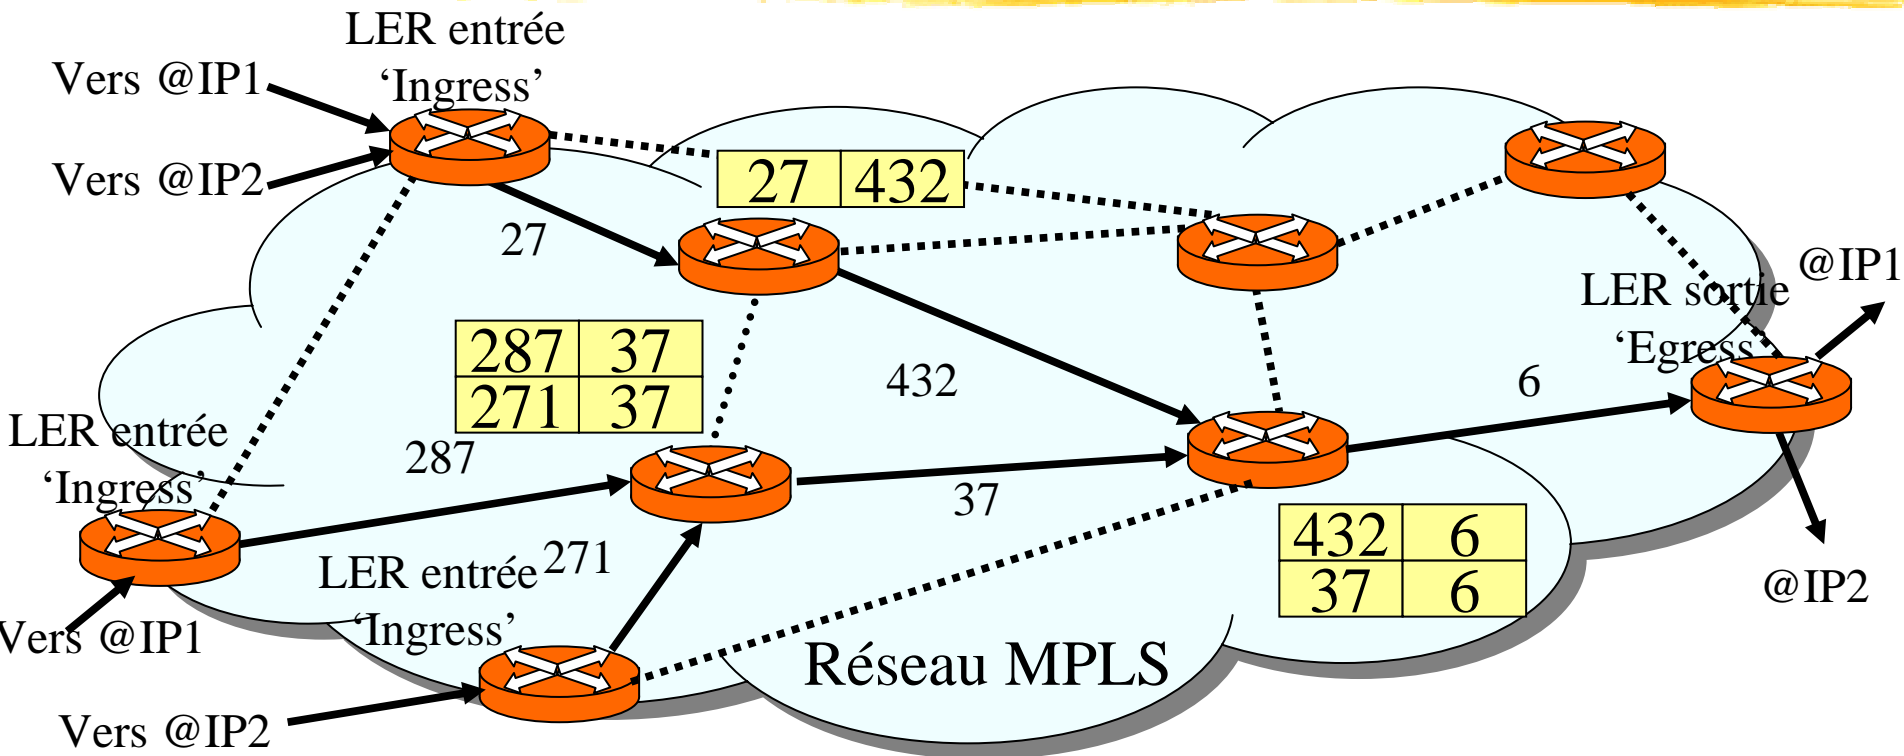 LER entrée
‘Ingress’
Vers @IP1
Vers @IP2
27 432
27
@IP1
LER sortie
‘Egress
287 37
271 37
432
6
LER entrée
‘Ingress’
287
37
432 6
37 6
LER entrée
‘Ingress’
271
@IP2
Vers @IP1
Réseau MPLS
Vers @IP2